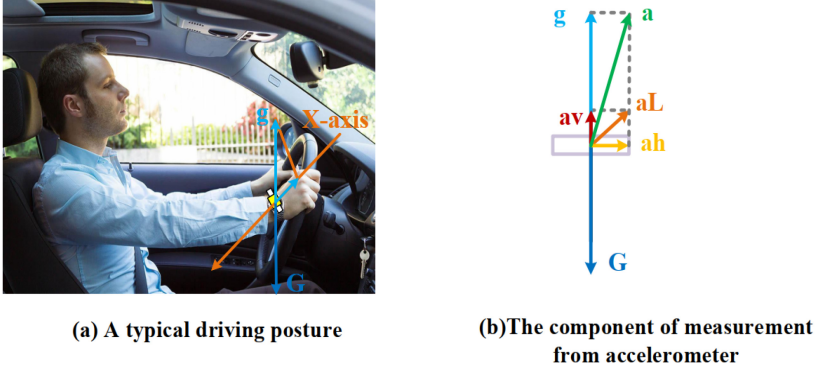 g
X-axis
G
g
a
av
aL
ah
G
(a) A typical driving posture
(b)The component of measurement
from accelerometer